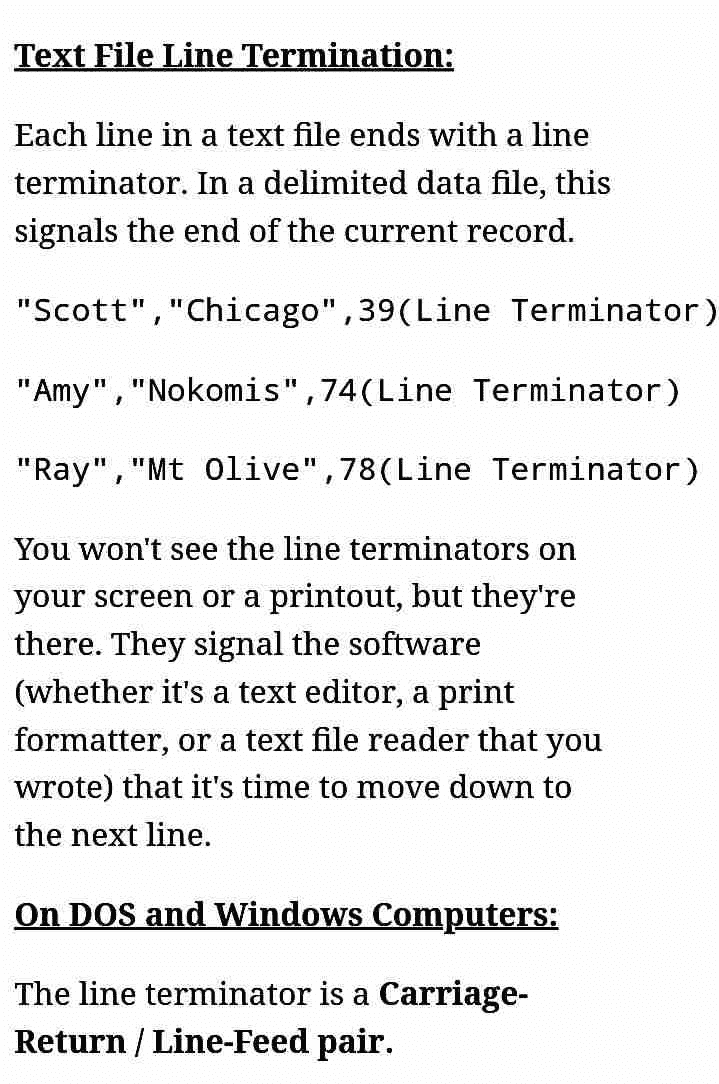 Text File Line Termination:
Each line in a text file ends with a line
terminator. In a delimited data file, this
signals the end of the current record.
"Scott","Chicago",39(Line Terminator)
"Amy","Nokomis",74(Line Terminator)
"Ray","Mt Olive",78(Line Terminator)
You won't see the line terminators on
your screen or a printout, but they're
there. They signal the software
(whether it's a text editor, a print
formatter, or a text file reader that you
wrote) that it's time to move down to
the next line.
On DOS and Windows Computers:
The line terminator is a Carriage-
Return / Line-Feed pair.